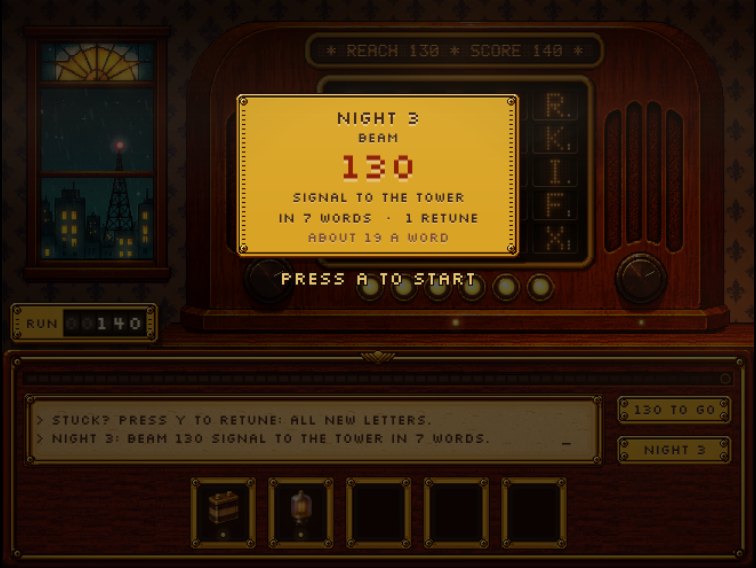 * REACH 130 * SCORE 140 *
NIGHT 3
BEAM
130
SIGNAL TO THE TOWER
IN 7 WORDS · 1 RETUNE
ABOUT 19 A WORD
PRESS A TO START
R
K
I
F
X
RUN 00140
> STUCK? PRESS Y TO RETUNE: ALL NEW LETTERS.
> NIGHT 3: BEAM 130 SIGNAL TO THE TOWER IN 7 WORDS. _
130 TO GO
NIGHT 3